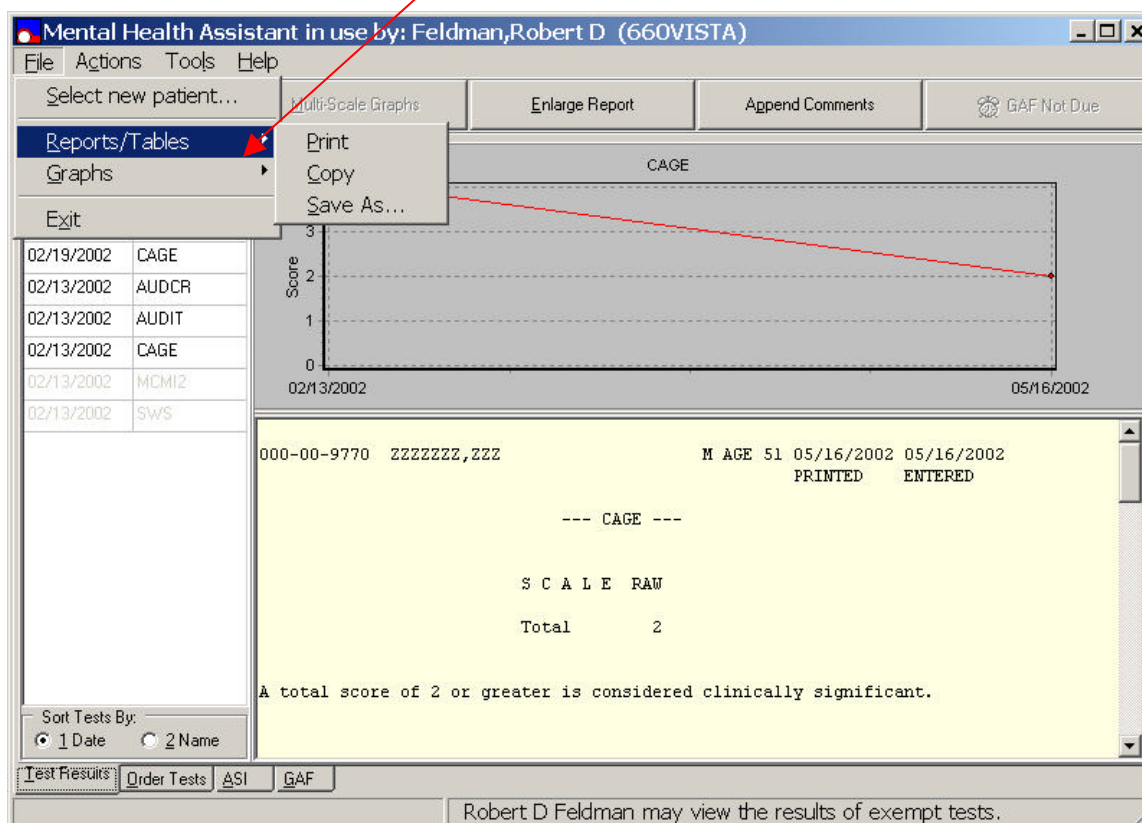 Mental Health Assistant in use by: Feldman,Robert D (660VISTA)
File Actions Tools Help
Select new patient...
Reports/Tables
Graphs
Exit
Print
Copy
Save As...
Multi-Scale Graphs
Enlarge Report
Append Comments
GAF Not Due
CAGE
Score
3
2
1
0
02/13/2002 05/16/2002
02/19/2002 CAGE
02/13/2002 AUDCR
02/13/2002 AUDIT
02/13/2002 CAGE
02/13/2002 MCMI2
02/13/2002 SWS
000-00-9770 ZZZZZZZ,ZZZ M AGE 51 05/16/2002 05/16/2002
PRINTED ENTERED
--- CAGE ---
S C A L E RAW
Total 2
A total score of 2 or greater is considered clinically significant.
Sort Tests By:
1 Date 2 Name
Test Results Order Tests ASI GAF
Robert D Feldman may view the results of exempt tests.